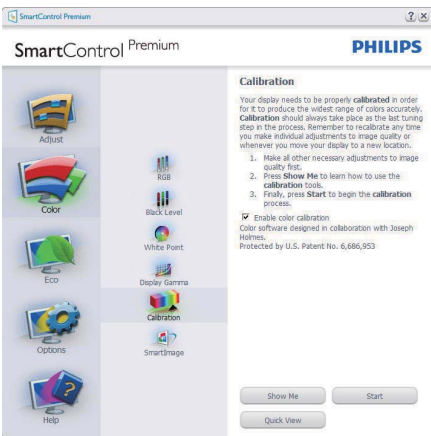 SmartControl Premium
? ×
SmartControl Premium
PHILIPS
Adjust
Color
Eco
Options
Help
RGB
Black Level
White Point
Display Gamma
Calibration
SmartImage
Calibration
Your display needs to be properly calibrated in order
for it to produce the widest range of colors accurately.
Calibration should always take place as the last tuning
step in the process. Remember to recalibrate any time
you make individual adjustments to image quality or
whenever you move your display to a new location.
1. Make all other necessary adjustments to image
quality first.
2. Press Show Me to learn how to use the
calibration tools.
3. Finally, press Start to begin the calibration
process.
Enable color calibration
Color software designed in collaboration with Joseph
Holmes.
Protected by U.S. Patent No. 6,686,953
Show Me
Start
Quick View